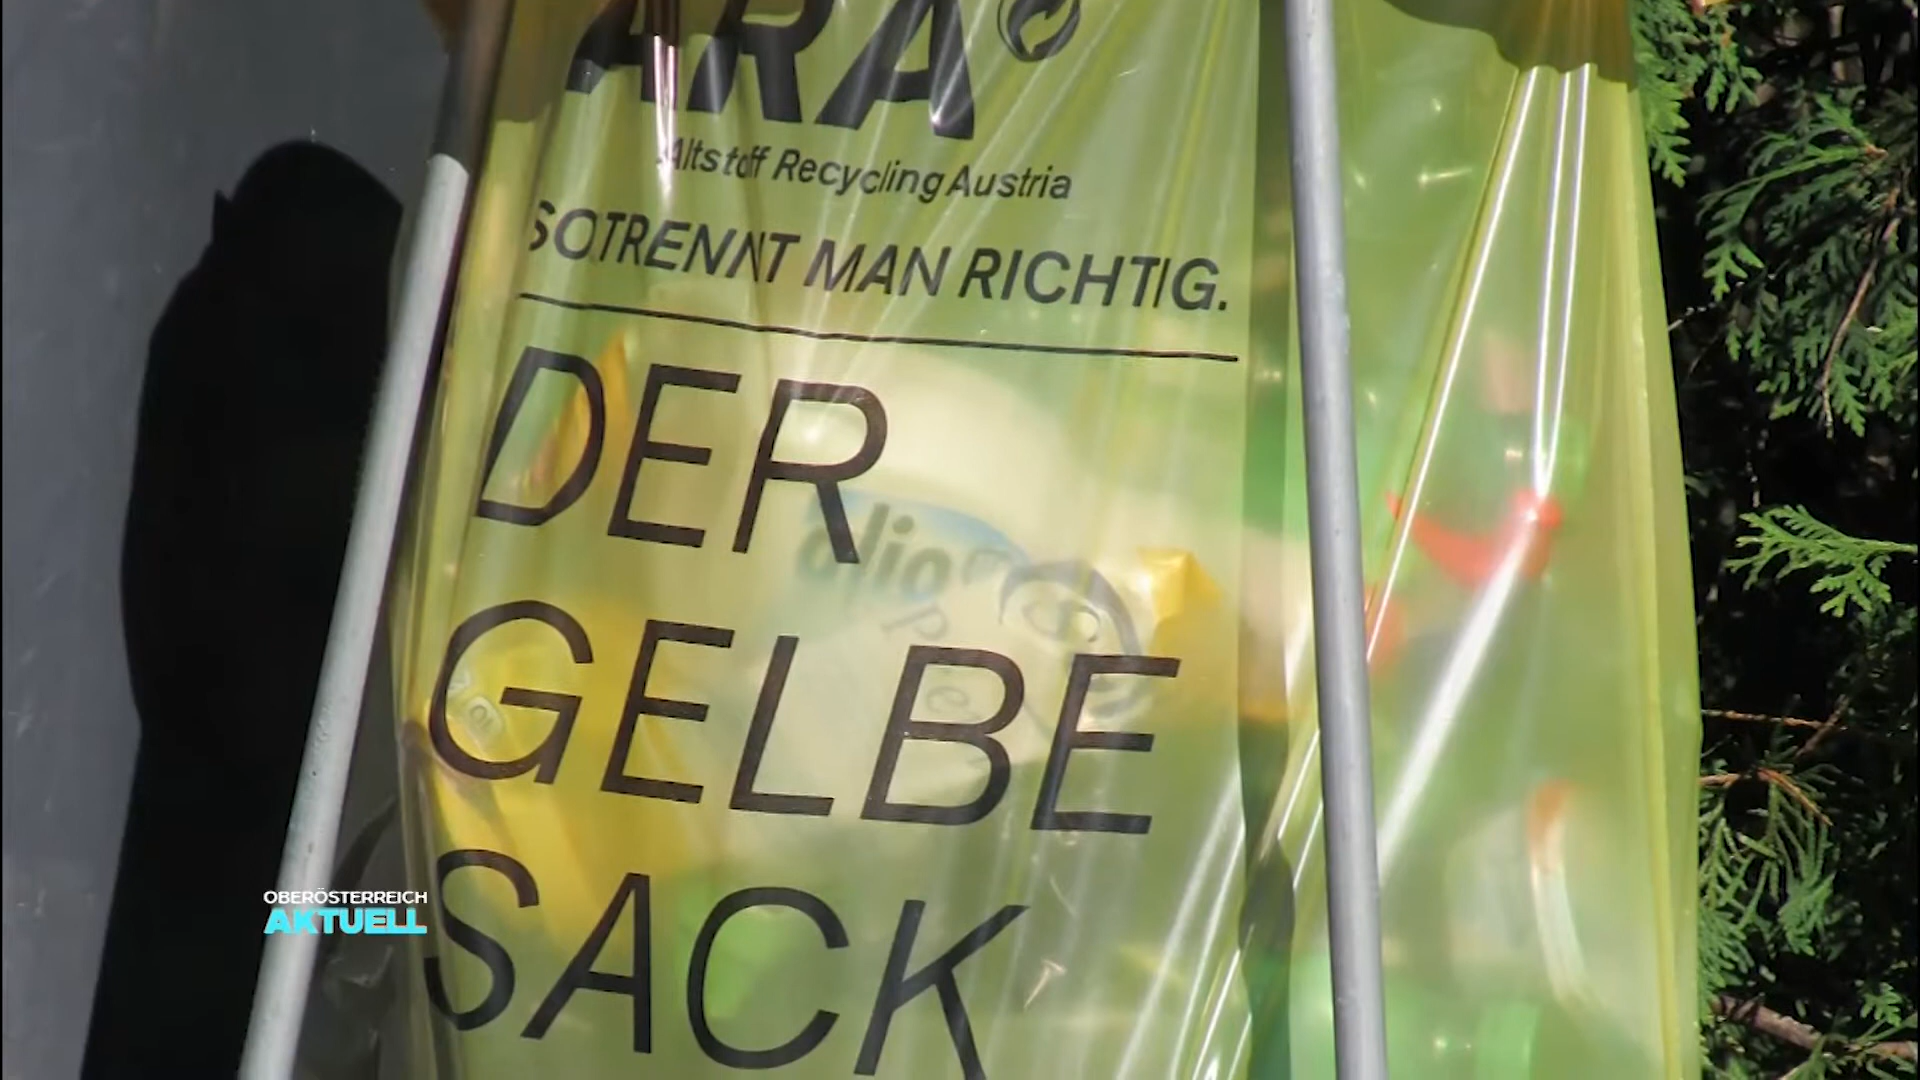 ARA
Altstoff Recycling Austria
SO TRENNT MAN RICHTIG.
DER
GELBE
SACK
OBERÖSTERREICH
AKTUELL